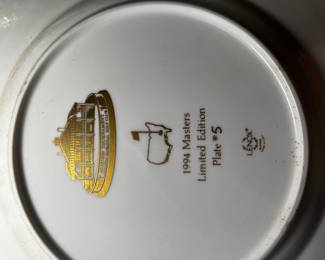 1994 Masters
Limited Edition
Plate #5
LENOX